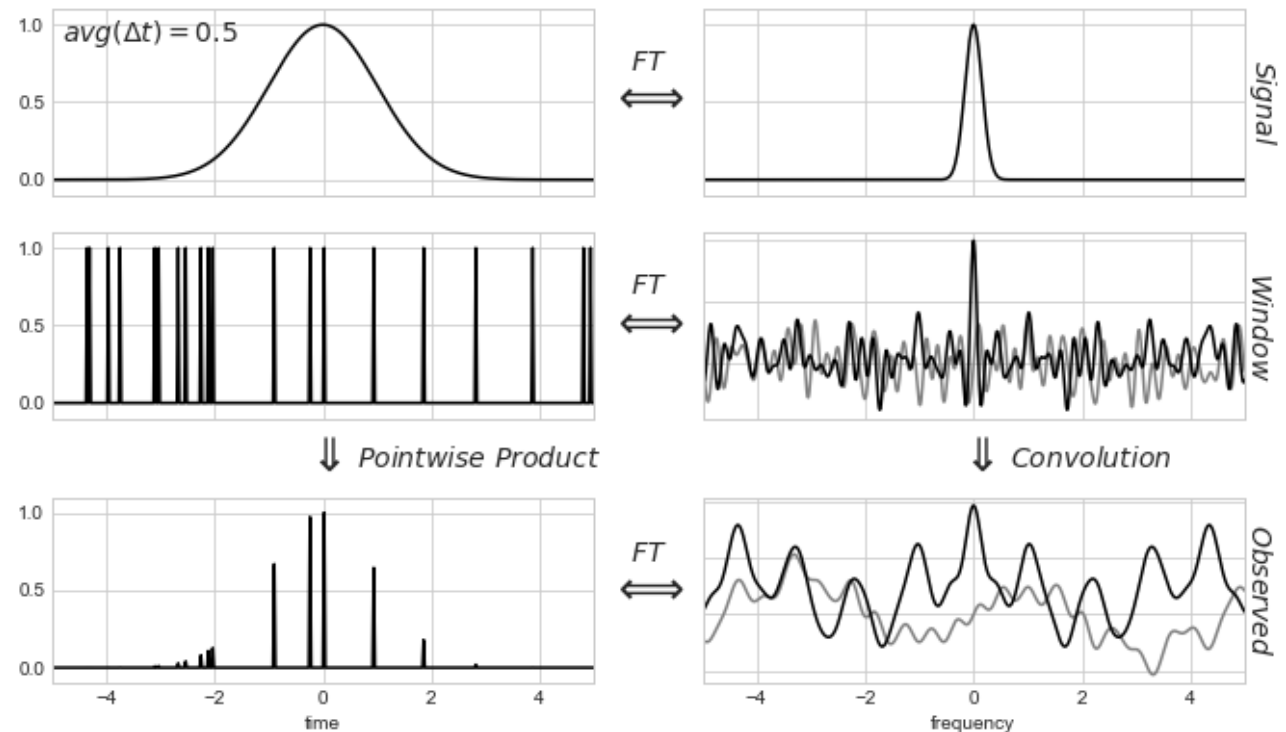 avg(Δt) = 0.5
1.0
0.5
0.0
FT
⇔
Signal
1.0
0.5
0.0
FT
⇔
Window
⇓ Pointwise Product
⇓ Convolution
1.0
0.5
0.0
−4 −2 0 2 4
time
FT
⇔
−4 −2 0 2 4
frequency
Observed